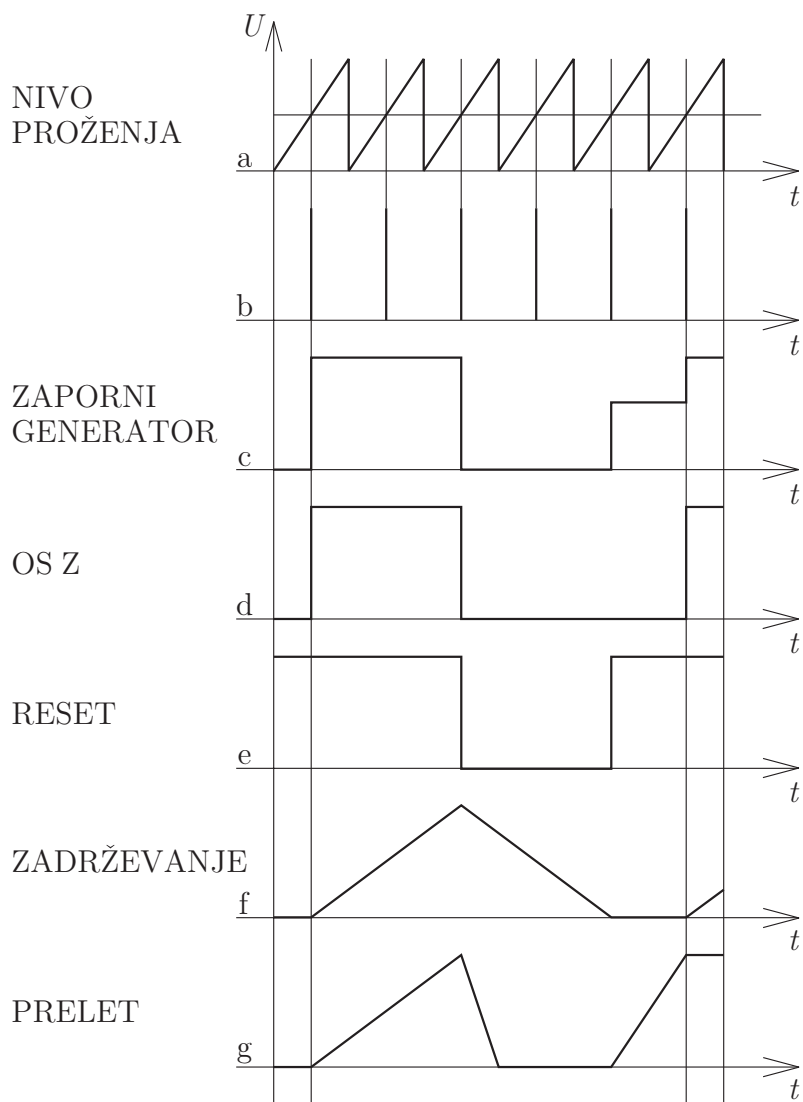 U
NIVO
PROŽENJA
a
t
b
t
ZAPORNI
GENERATOR
c
t
OS Z
d
t
RESET
e
t
ZADRŽEVANJE
f
t
PRELET
g
t